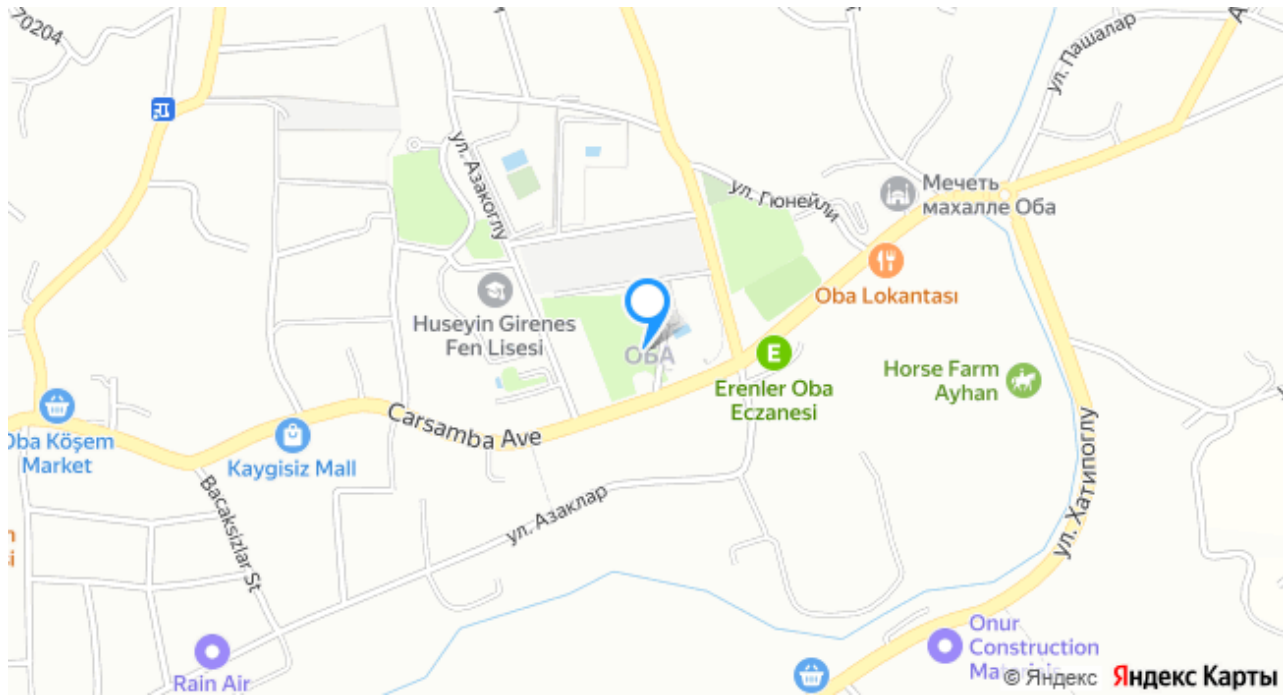 70204
ул. Пашалар
ул. Азакоглу
ул. Гюнейли
Мечеть
махалле Оба
Oba Lokantası
Huseyin Girenes
Fen Lisesi
ОБА
Erenler Oba
Eczanesi
Horse Farm
Ayhan
Carsamba Ave
Oba Köşem
Market
Kaygisiz Mall
Bacaksizlar St
ул. Азаклар
ул. Хатипоглу
Rain Air
Onur
Construction
Materials
© Яндекс Яндекс Карты